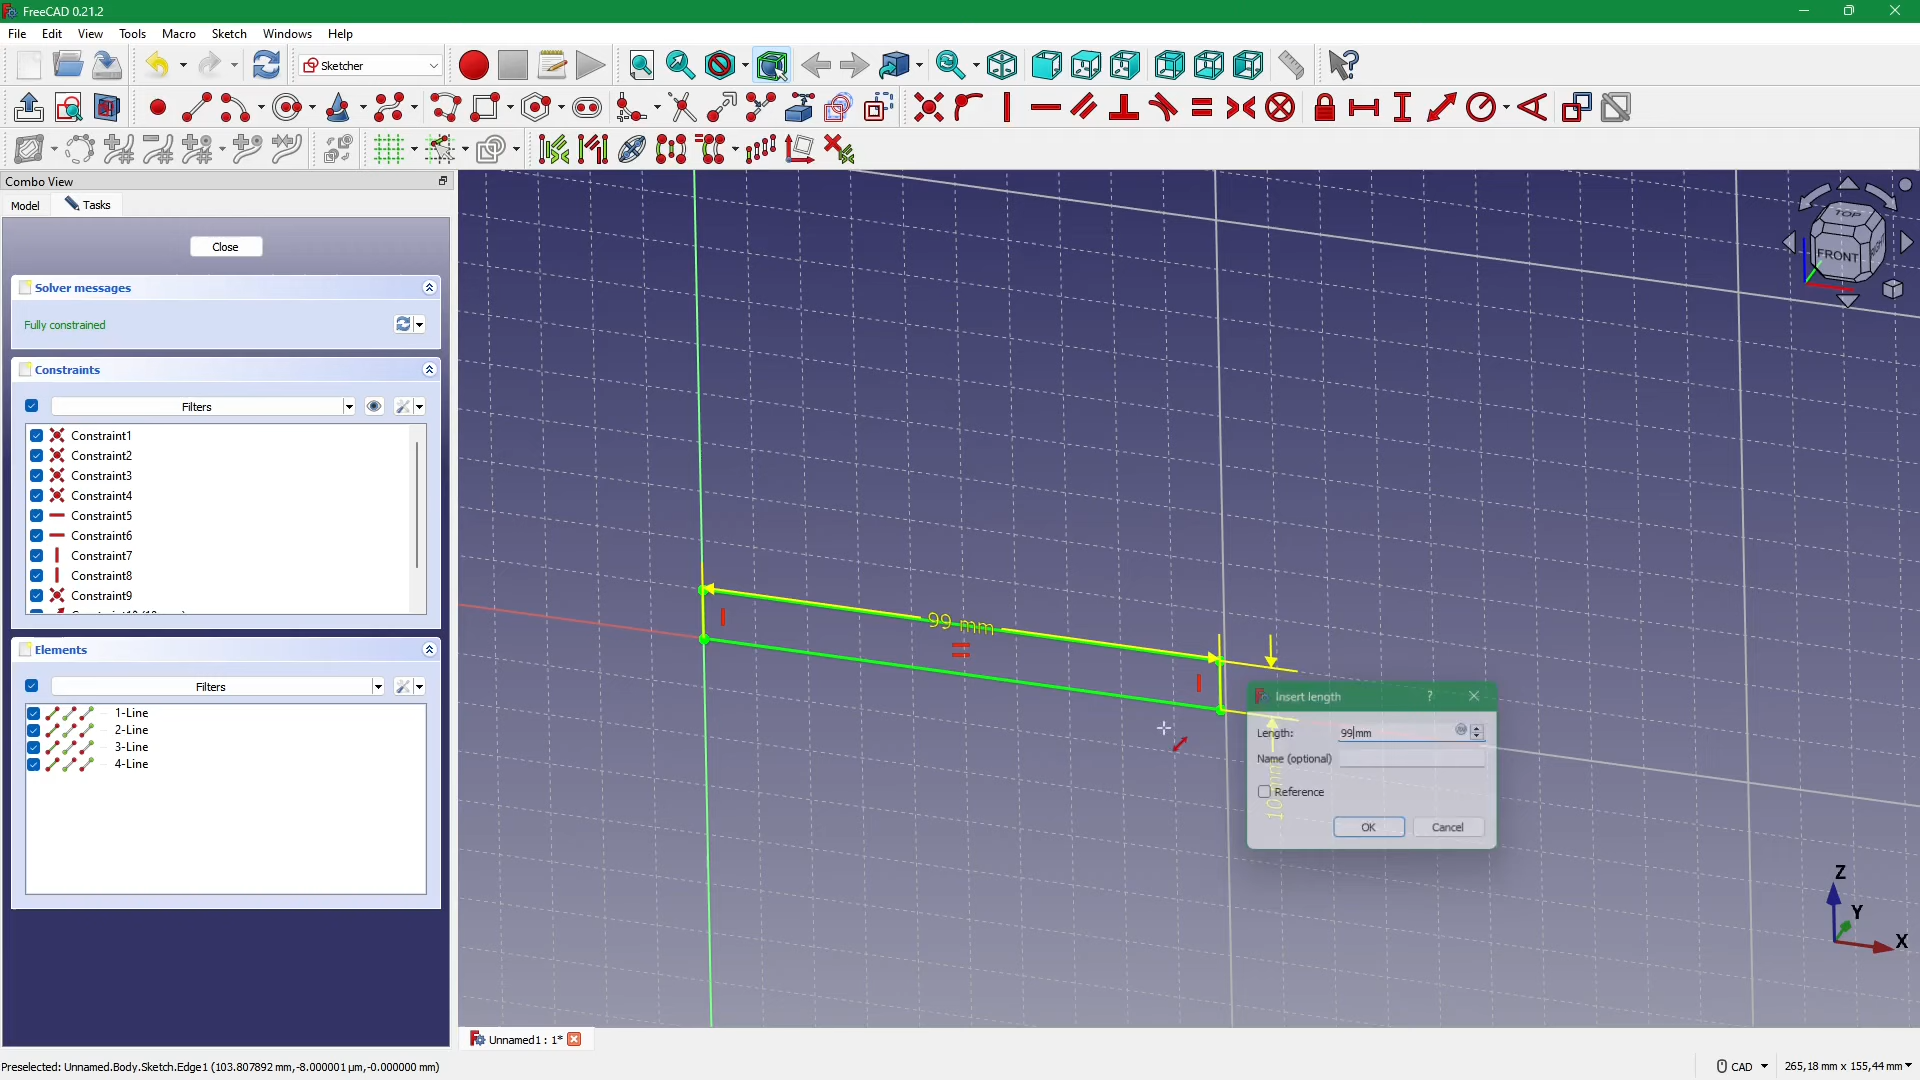 FreeCAD 0.21.2
File Edit View Tools Macro Sketch Windows Help
Sketcher
Combo View
Model Tasks
Close
Solver messages
Fully constrained
Constraints
Filters
Constraint1
Constraint2
Constraint3
Constraint4
Constraint5
Constraint6
Constraint7
Constraint8
Constraint9
Elements
Filters
1-Line
2-Line
3-Line
4-Line
TOP
FRONT
RIGHT
99 mm
Insert length
?
Length: 99mm
Name (optional)
Reference
10 mm
OK Cancel
Z
Y
X
Unnamed1 : 1*
Preselected: Unnamed.Body.Sketch.Edge1 (103.807892 mm,-8.000001 µm,-0.000000 mm)
CAD 265,18 mm x 155,44 mm